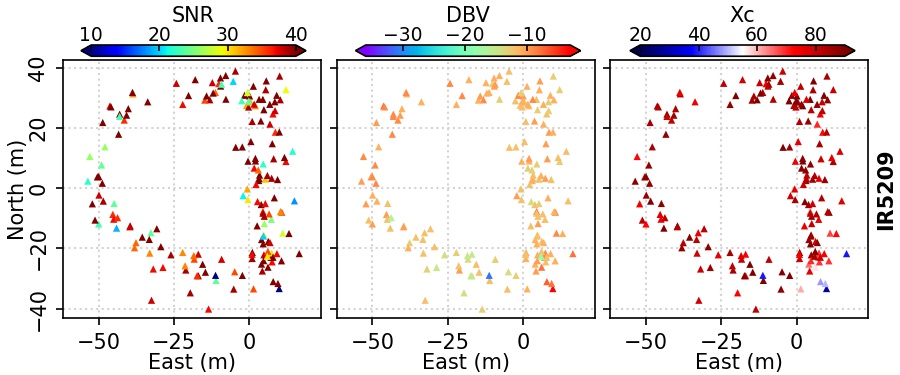 SNR DBV Xc
10 20 30 40 −30 −20 −10 20 40 60 80
40
20
0
−20
−40
North (m)
IR5209
−50 −25 0 −50 −25 0 −50 −25 0
East (m) East (m) East (m)